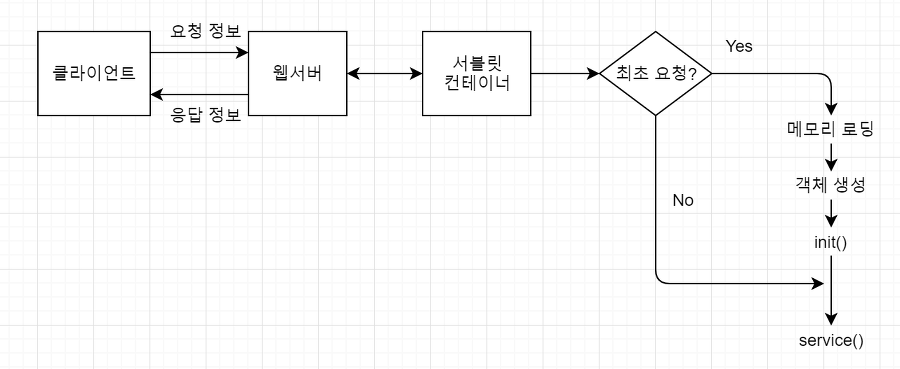 요청 정보
클라이언트
웹서버
응답 정보
서블릿
컨테이너
최초 요청?
Yes
No
메모리 로딩
객체 생성
init()
service()